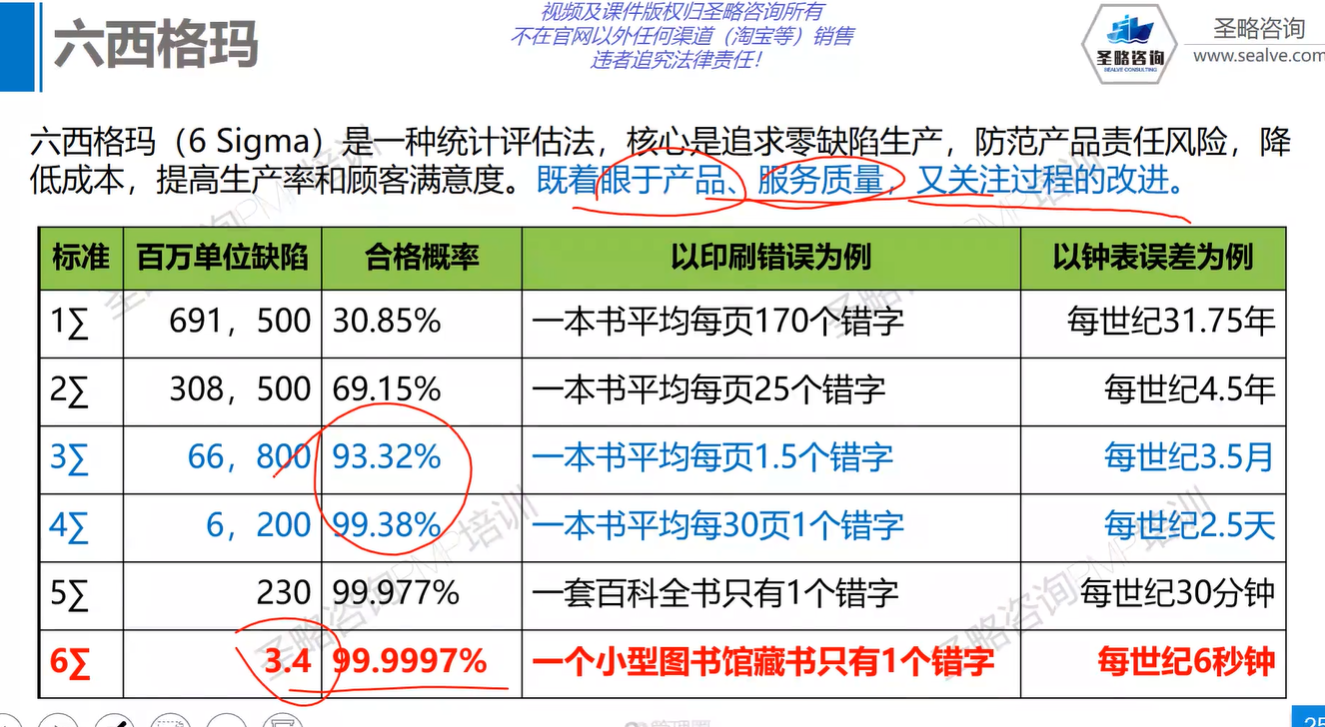 六西格玛
视频及课件版权归圣略咨询所有
不在官网以外任何渠道（淘宝等）销售
违者追究法律责任！
圣略咨询
SEALVE CONSULTING
圣略咨询
www.sealve.com
六西格玛（6 Sigma）是一种统计评估法，核心是追求零缺陷生产，防范产品责任风险，降
低成本，提高生产率和顾客满意度。既着眼于产品、服务质量，又关注过程的改进。
标准 百万单位缺陷 合格概率 以印刷错误为例 以钟表误差为例
1∑ 691，500 30.85% 一本书平均每页170个错字 每世纪31.75年
2∑ 308，500 69.15% 一本书平均每页25个错字 每世纪4.5年
3∑ 66，800 93.32% 一本书平均每页1.5个错字 每世纪3.5月
4∑ 6，200 99.38% 一本书平均每30页1个错字 每世纪2.5天
5∑ 230 99.977% 一套百科全书只有1个错字 每世纪30分钟
6∑ 3.4 99.9997% 一个小型图书馆藏书只有1个错字 每世纪6秒钟
圣略咨询PMP培训
圣略咨询PMP培训